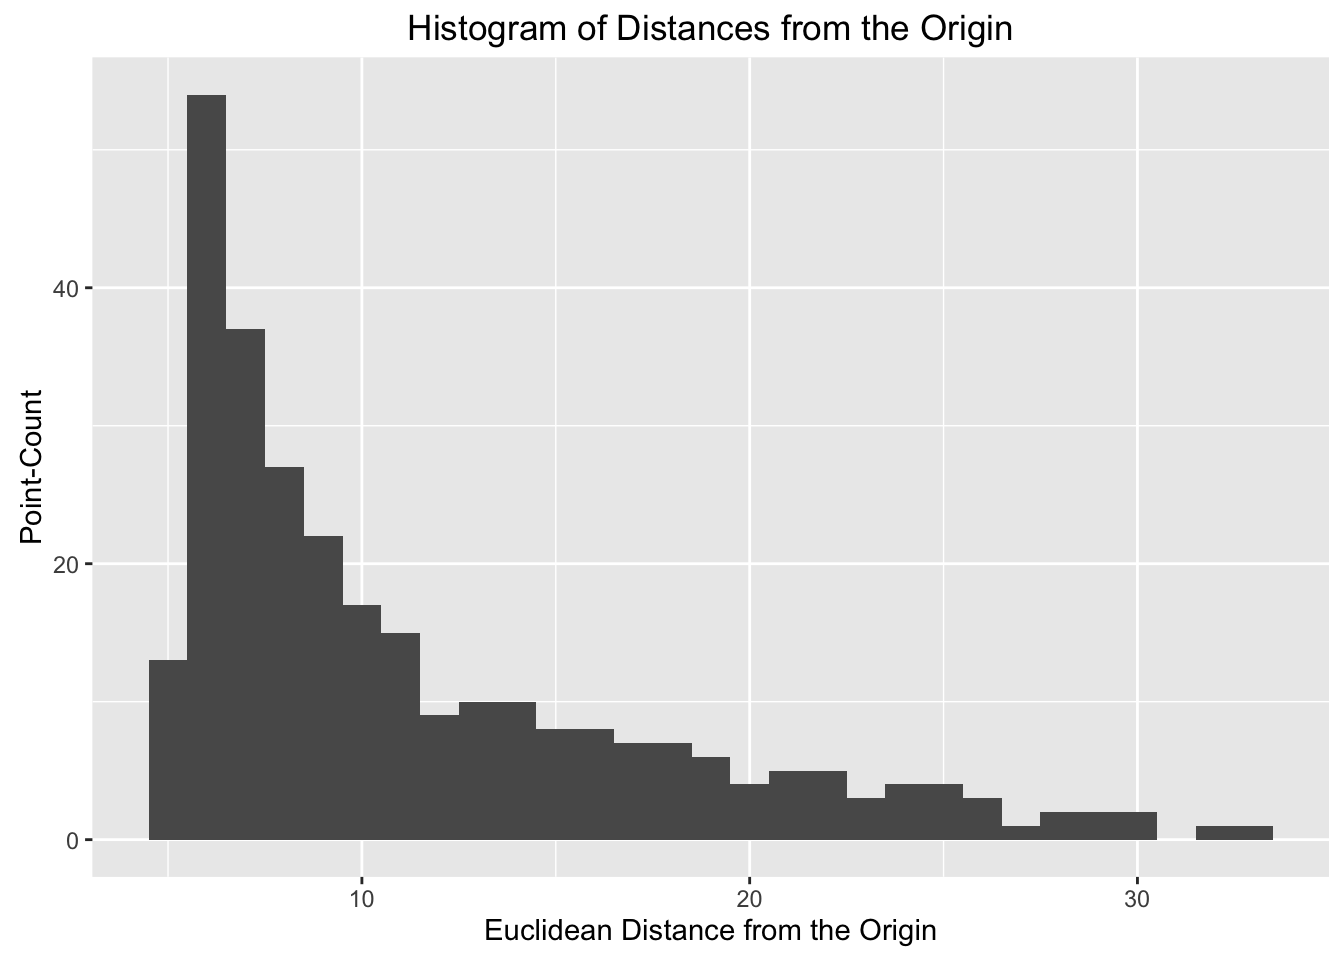 Histogram of Distances from the Origin
Point-Count
40
20
0
10 20 30
Euclidean Distance from the Origin